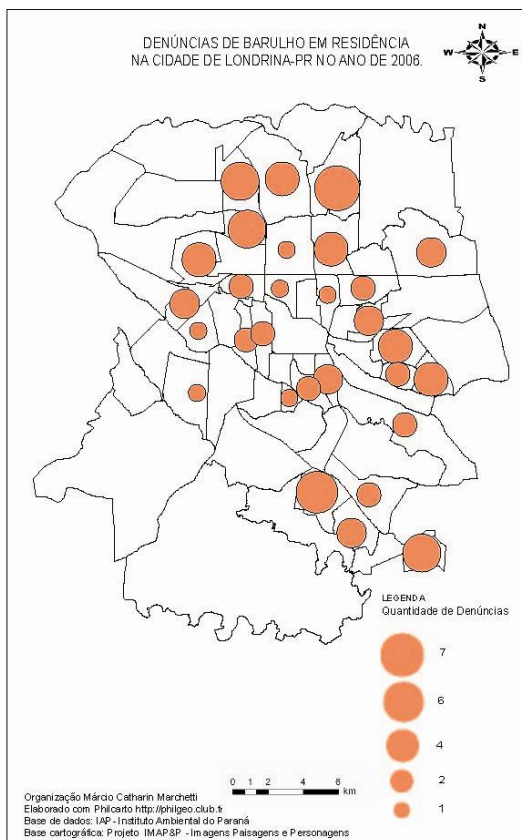 DENÚNCIAS DE BARULHO EM RESIDÊNCIA
NA CIDADE DE LONDRINA-PR NO ANO DE 2006.
N
W E
S
LEGENDA
Quantidade de Denúncias
7
6
4
2
1
0 1 2 4 6
km
Organização Márcio Catharin Marchetti
Elaborado com Philcarto http://philgeo.club.fr
Base de dados: IAP - Instituto Ambiental do Paraná
Base cartográfica: Projeto IMAP&P - Imagens Paisagens e Personagens